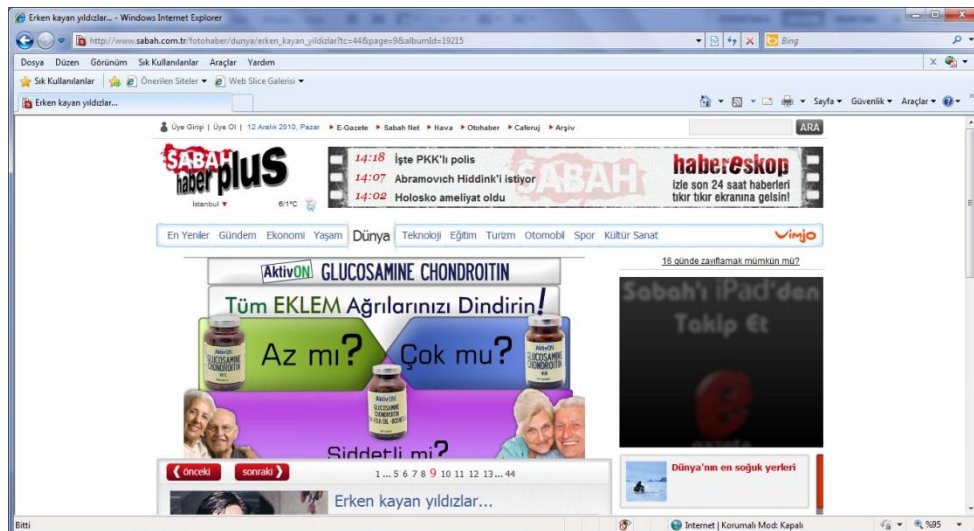 Erken kayan yıldızlar... - Windows Internet Explorer
http://www.sabah.com.tr/fotohaber/dunya/erken_kayan_yildizlar?tc=44&page=9&albumId=19215
Bing
Dosya Düzen Görünüm Sık Kullanılanlar Araçlar Yardım
Sık Kullanılanlar Önerilen Siteler Web Slice Galerisi
Erken kayan yıldızlar...
Sayfa Güvenlik Araçlar
Üye Girişi | Üye Ol | 12 Aralık 2010, Pazar E-Gazete Sabah Net Hava Otohaber Caferuj Arşiv
ARA
SABAH
haber plus
İstanbul 6/1°C
14:18 İşte PKK'lı polis
14:07 Abramovich Hiddink'i istiyor
14:02 Holosko ameliyat oldu
SABAH
habereskop
izle son 24 saat haberleri
tıkır tıkır ekranına gelsin!
En Yeniler Gündem Ekonomi Yaşam Dünya Teknoloji Eğitim Turizm Otomobil Spor Kültür Sanat
Vimjo
AktivON GLUCOSAMINE CHONDROITIN
Tüm EKLEM Ağrılarınızı Dindirin!
Az mı? Çok mu?
AktivON
GLUCOSAMINE
CHONDROITIN
Şiddetli mi?
16 günde zayıflamak mümkün mü?
Sabah'ı iPad'den
Takip Et
e
gazete
önceki sonraki 1...5 6 7 8 9 10 11 12 13...44
Erken kayan yıldızlar...
Dünya'nın en soğuk yerleri
Bitti
Internet | Korumalı Mod: Kapalı
%95